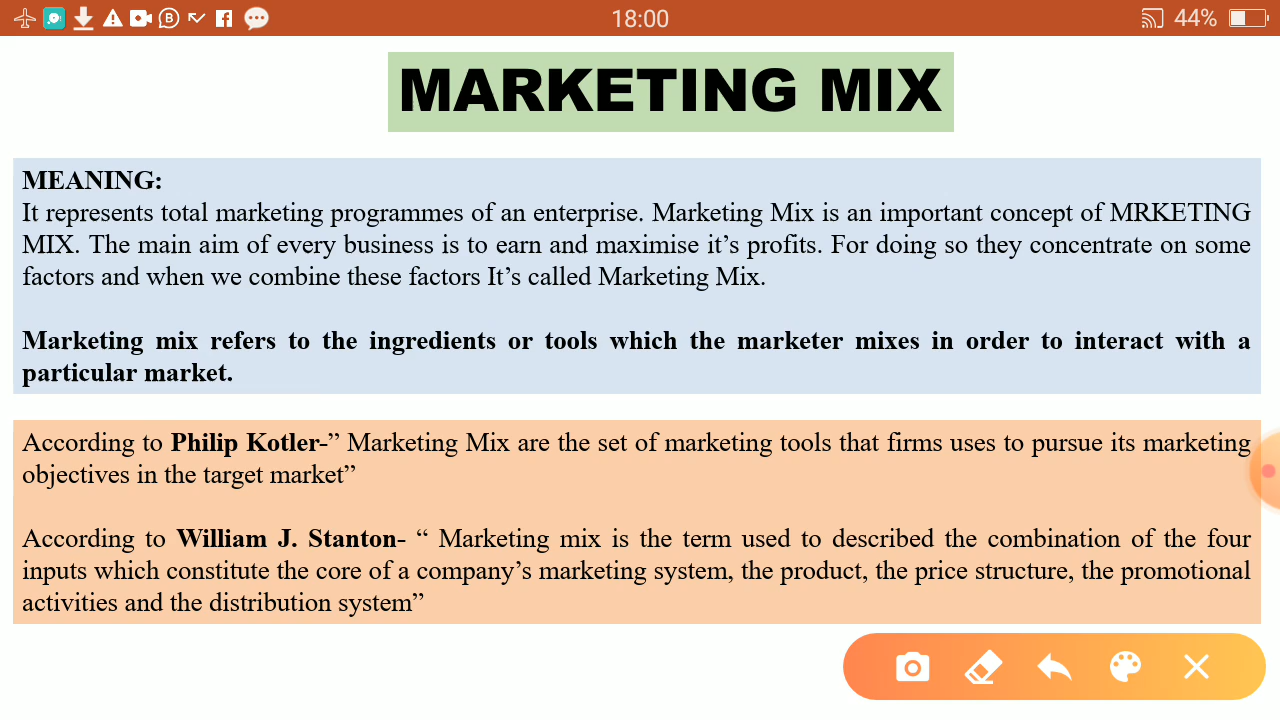 18:00
44%
MARKETING MIX
MEANING:
It represents total marketing programmes of an enterprise. Marketing Mix is an important concept of MRKETING
MIX. The main aim of every business is to earn and maximise it’s profits. For doing so they concentrate on some
factors and when we combine these factors It’s called Marketing Mix.
Marketing mix refers to the ingredients or tools which the marketer mixes in order to interact with a
particular market.
According to Philip Kotler-” Marketing Mix are the set of marketing tools that firms uses to pursue its marketing
objectives in the target market”
According to William J. Stanton- “ Marketing mix is the term used to described the combination of the four
inputs which constitute the core of a company’s marketing system, the product, the price structure, the promotional
activities and the distribution system”